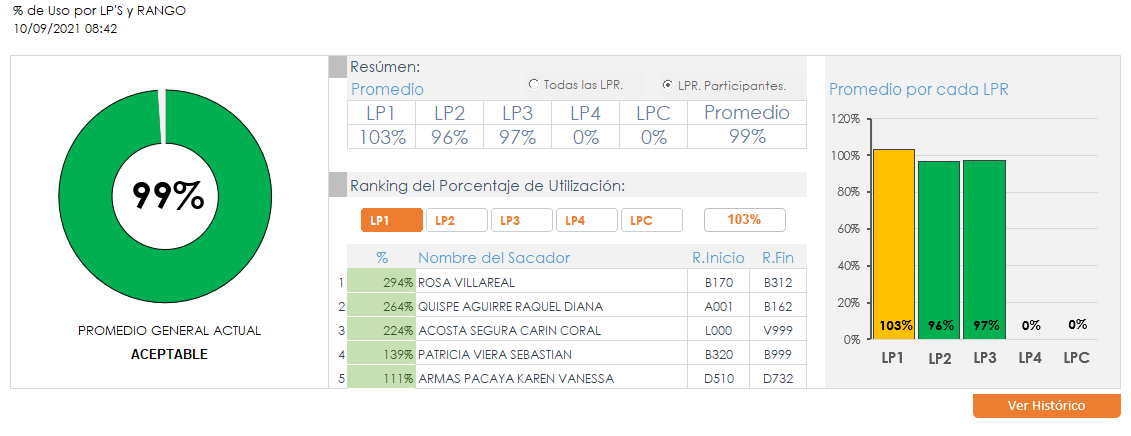 % de Uso por LP'S y RANGO
10/09/2021 08:42
99%
PROMEDIO GENERAL ACTUAL
ACEPTABLE
Resúmen:
Promedio
Todas las LPR.
LPR. Participantes.
LP1 LP2 LP3 LP4 LPC Promedio
103% 96% 97% 0% 0% 99%
Ranking del Porcentaje de Utilización:
LP1 LP2 LP3 LP4 LPC 103%
% Nombre del Sacador R.Inicio R.Fin
1 294% ROSA VILLAREAL B170 B312
2 264% QUISPE AGUIRRE RAQUEL DIANA A001 B162
3 224% ACOSTA SEGURA CARIN CORAL L000 V999
4 139% PATRICIA VIERA SEBASTIAN B320 B999
5 111% ARMAS PACAYA KAREN VANESSA D510 D732
Promedio por cada LPR
120%
100%
80%
60%
40%
20%
0%
103% 96% 97% 0% 0%
LP1 LP2 LP3 LP4 LPC
Ver Histórico